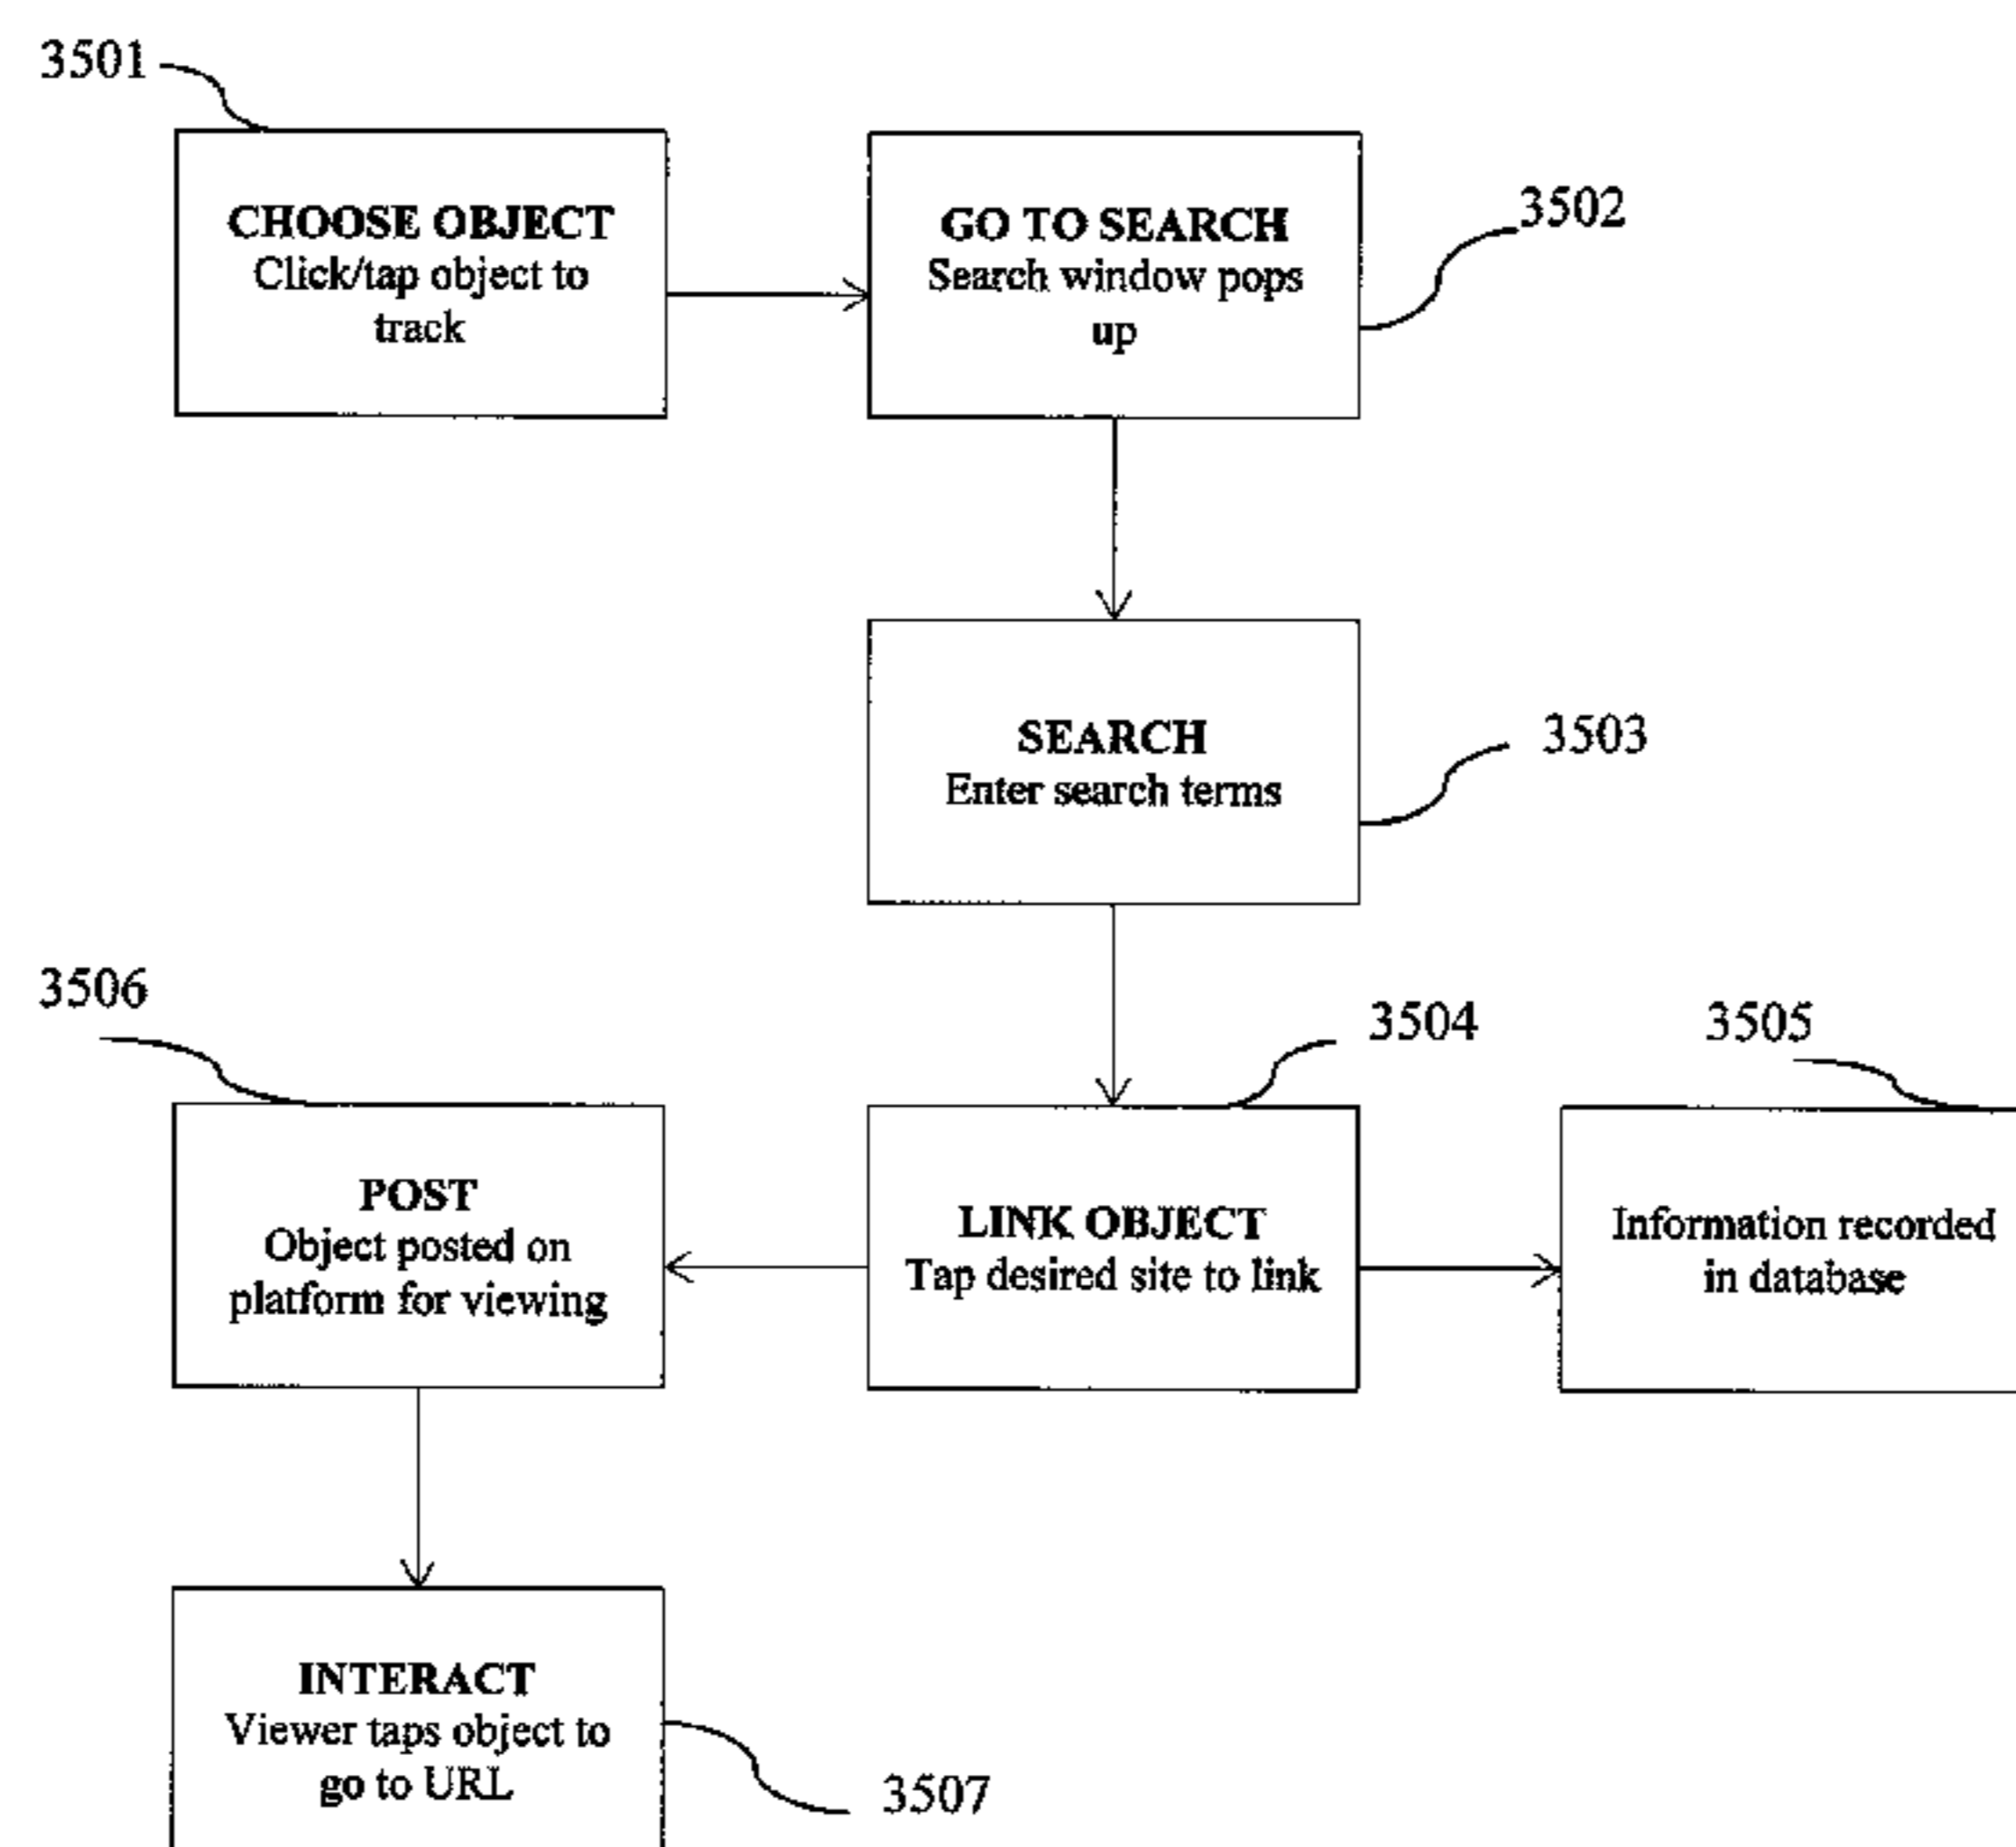 3501
CHOOSE OBJECT
Click/tap object to
track
GO TO SEARCH
Search window pops
up
3502
SEARCH
Enter search terms
3503
3506
3504
3505
POST
Object posted on
platform for viewing
LINK OBJECT
Tap desired site to link
Information recorded
in database
INTERACT
Viewer taps object to
go to URL
3507